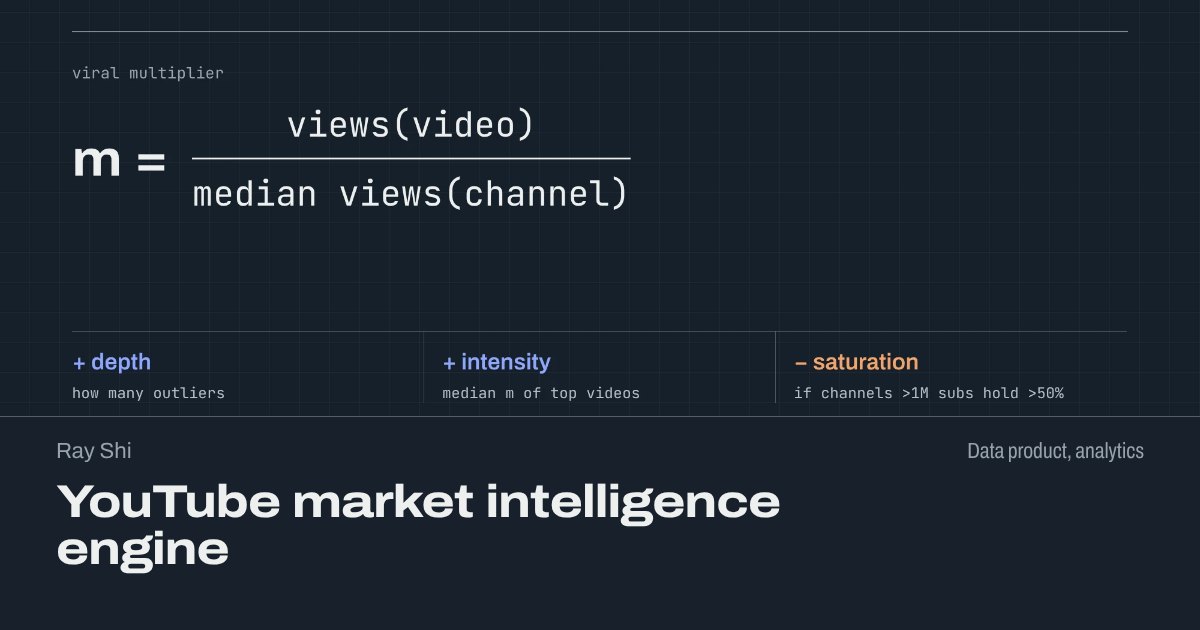 viral multiplier
m = views(video)
median views(channel)
+ depth
how many outliers
+ intensity
median m of top videos
– saturation
if channels >1M subs hold >50%
Ray Shi
Data product, analytics
YouTube market intelligence
engine